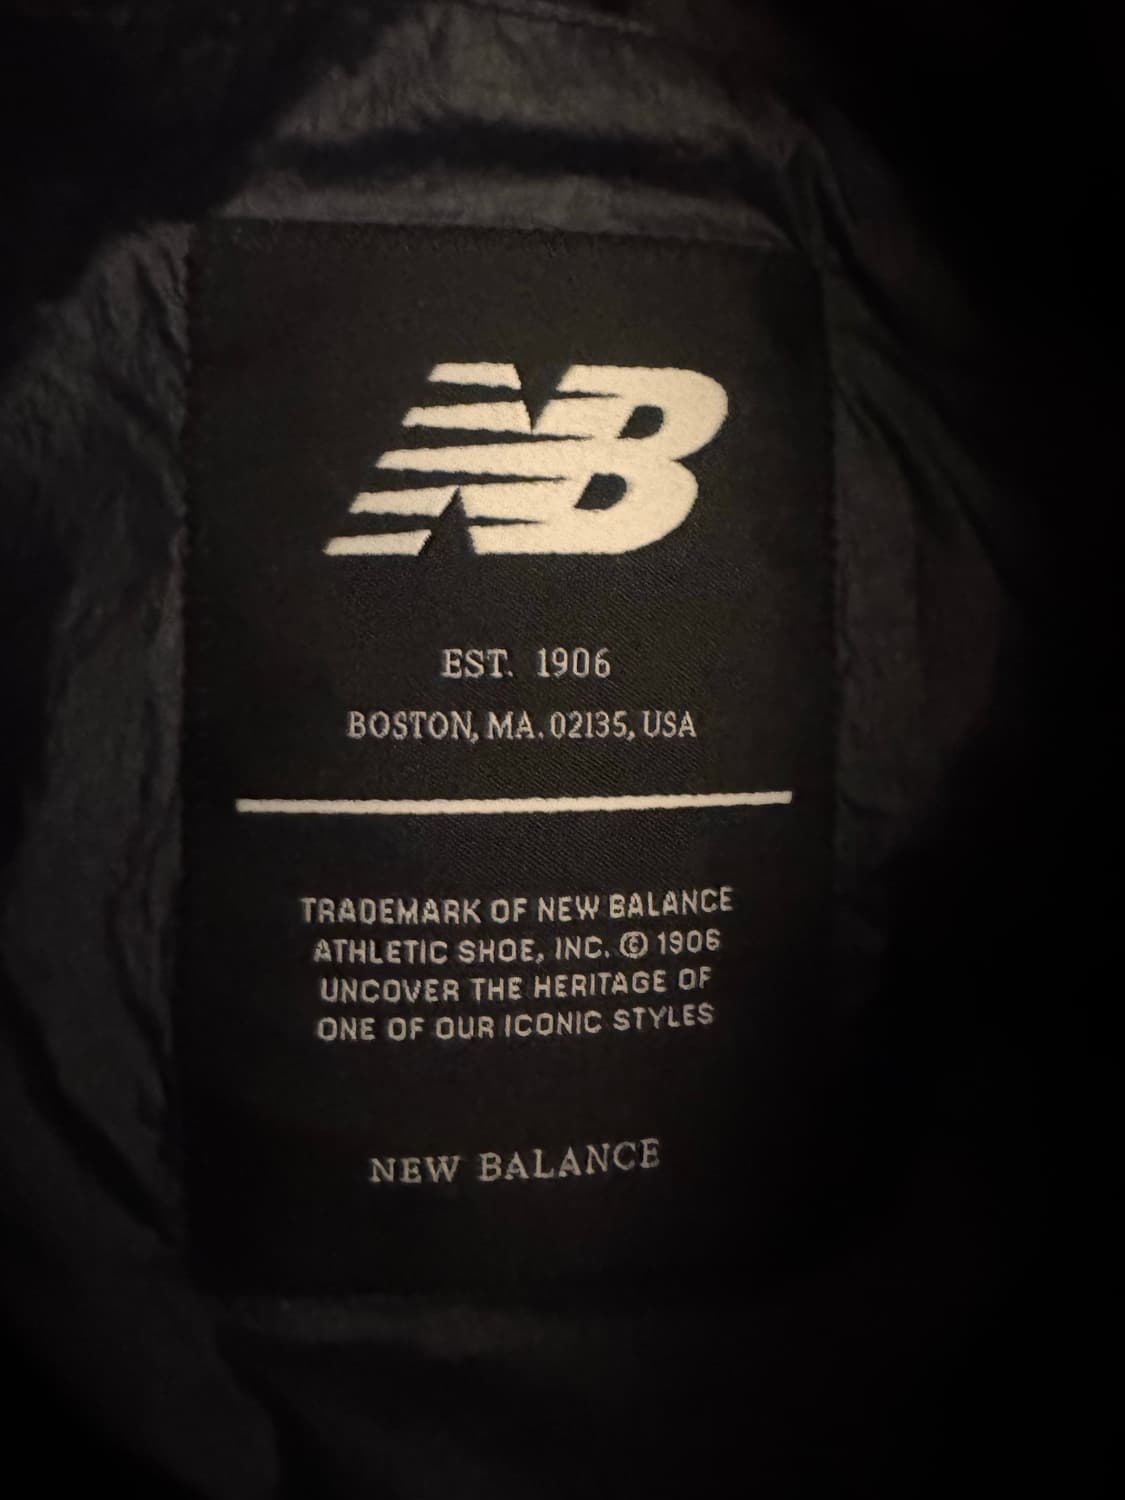 NB
EST. 1906
BOSTON, MA. 02135, USA
TRADEMARK OF NEW BALANCE
ATHLETIC SHOE, INC. © 1906
UNCOVER THE HERITAGE OF
ONE OF OUR ICONIC STYLES
NEW BALANCE